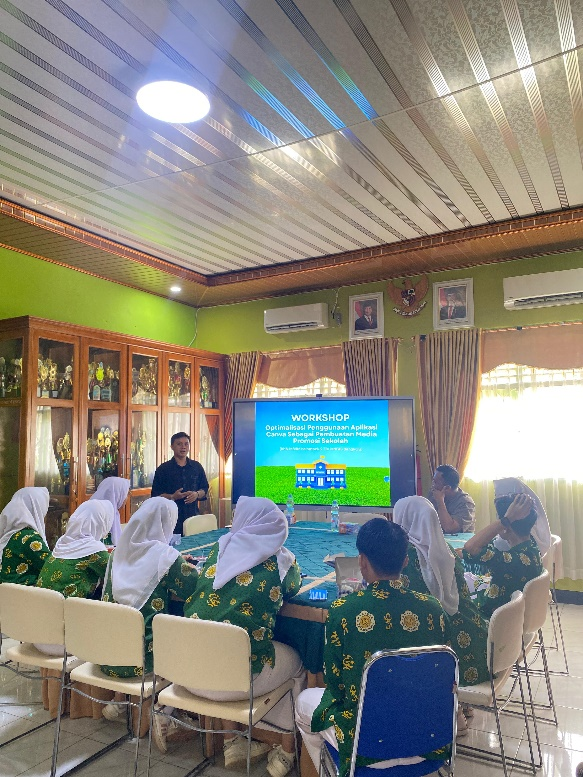 WORKSHOP
Optimalisasi Penggunaan Aplikasi
Canva Sebagai Pembuatan Media
Promosi Sekolah